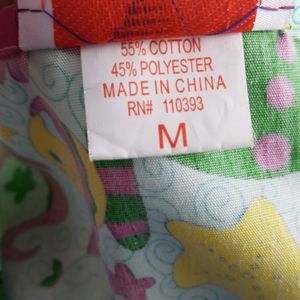 55% COTTON
45% POLYESTER
MADE IN CHINA
RN# 110393
M